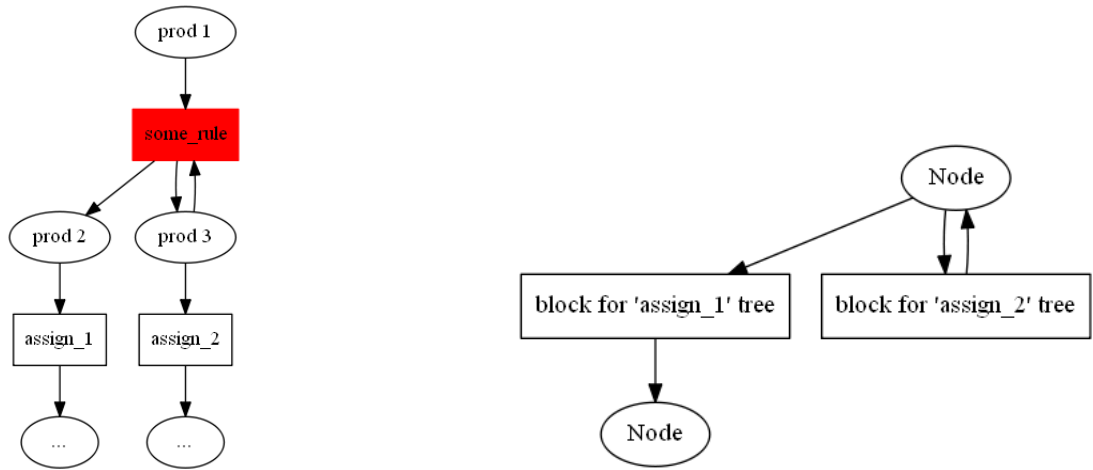 prod 1
some_rule
prod 2
prod 3
assign_1
assign_2
...
...
Node
block for 'assign_1' tree
block for 'assign_2' tree
Node